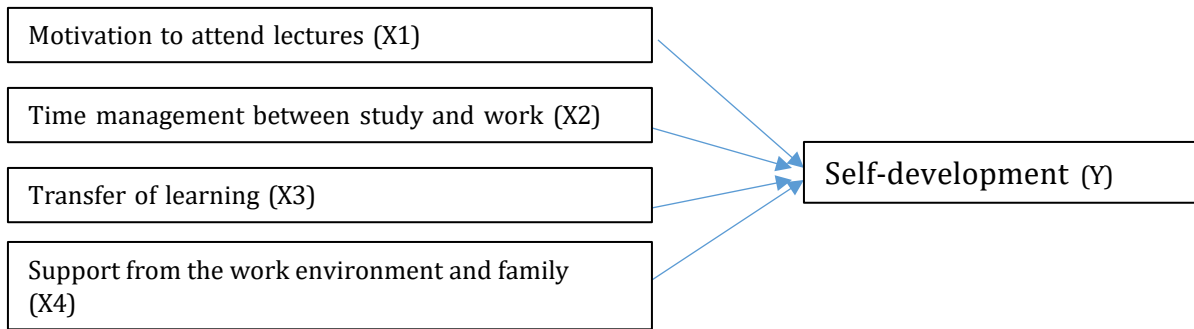 Motivation to attend lectures (X1)
Time management between study and work (X2)
Self-development (Y)
Transfer of learning (X3)
Support from the work environment and family
(X4)